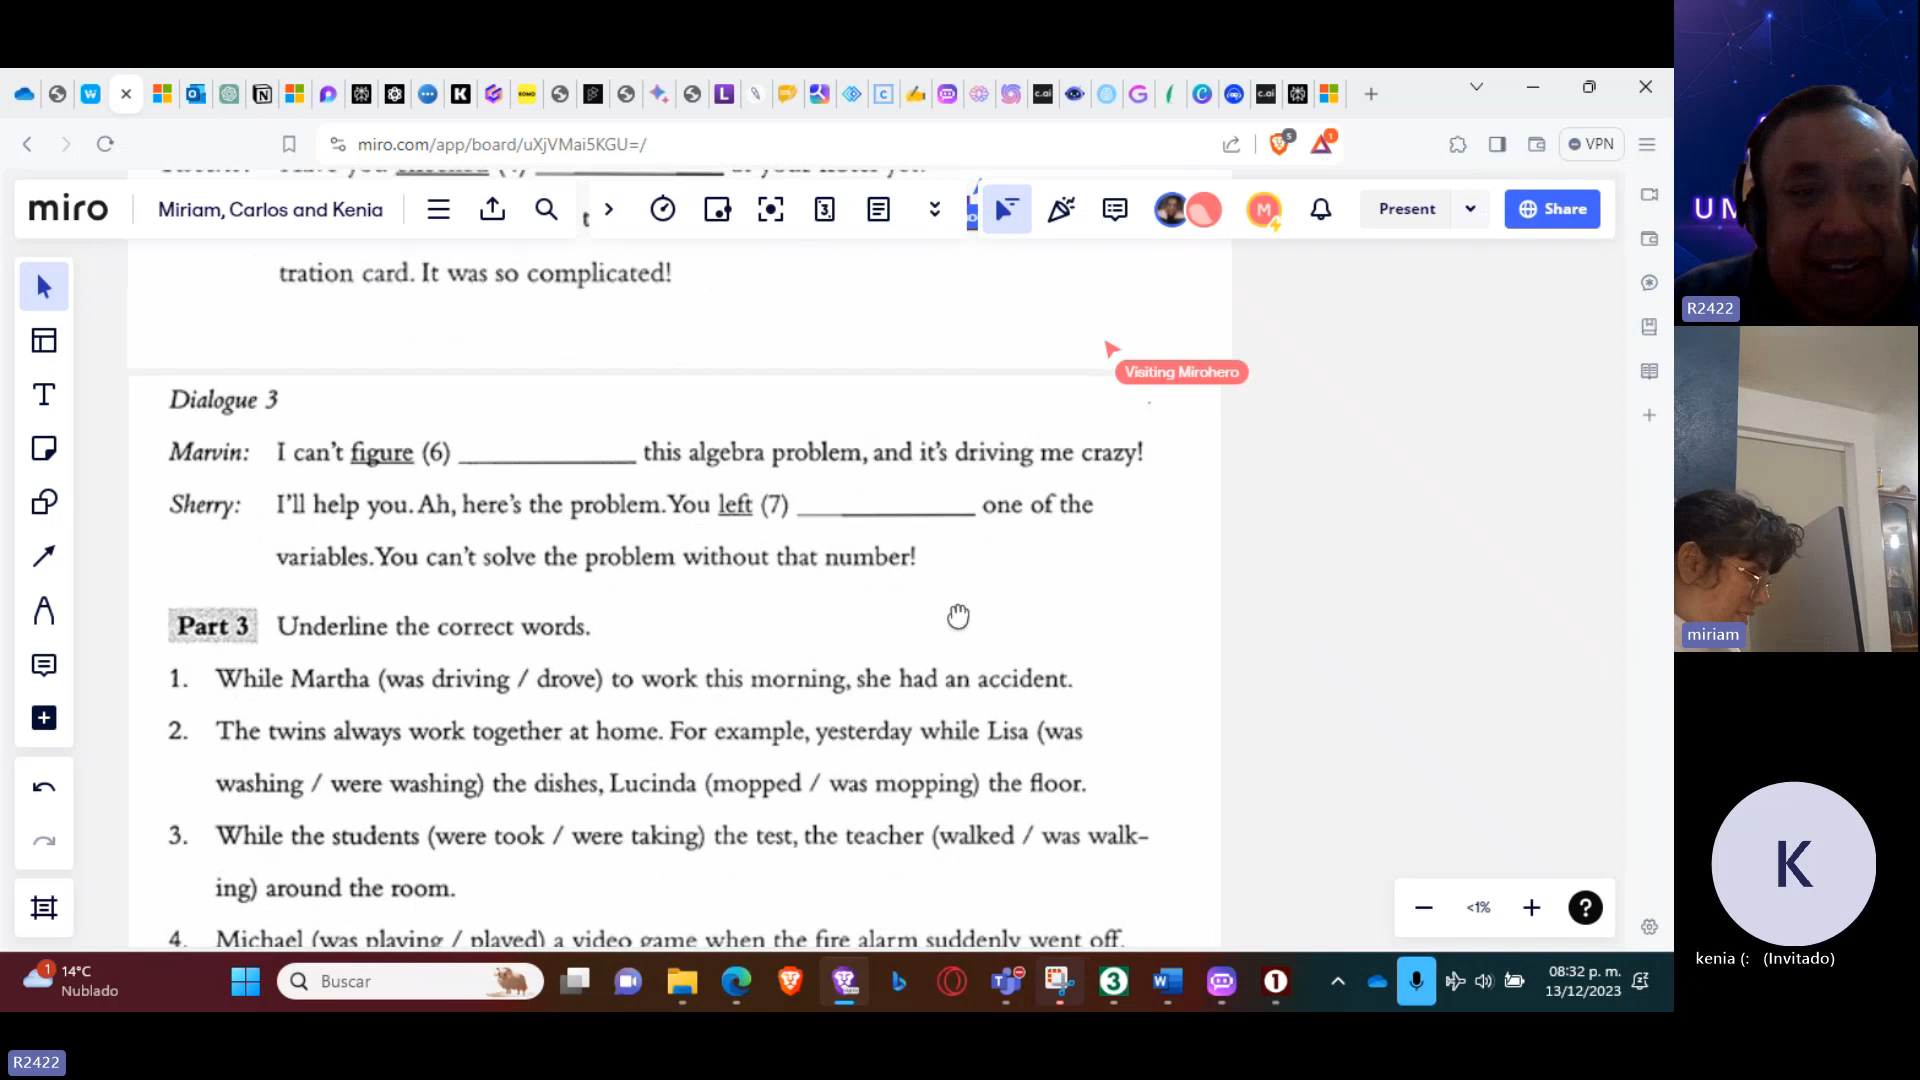 miro.com/app/board/uXjVMai5KGU=/
VPN
miro
Miriam, Carlos and Kenia
Present
Share
tration card. It was so complicated!
Visiting Mirohero
Dialogue 3
Marvin: I can't figure (6) ______ this algebra problem, and it's driving me crazy!
Sherry: I'll help you. Ah, here's the problem. You left (7) ______ one of the
variables. You can't solve the problem without that number!
Part 3 Underline the correct words.
1. While Martha (was driving / drove) to work this morning, she had an accident.
2. The twins always work together at home. For example, yesterday while Lisa (was
washing / were washing) the dishes, Lucinda (mopped / was mopping) the floor.
3. While the students (were took / were taking) the test, the teacher (walked / was walk-
ing) around the room.
4. Michael (was playing / played) a video game when the fire alarm suddenly went off.
<1%
14°C
Nublado
Buscar
08:32 p. m.
13/12/2023
R2422
miriam
K
kenia (: (Invitado)
R2422